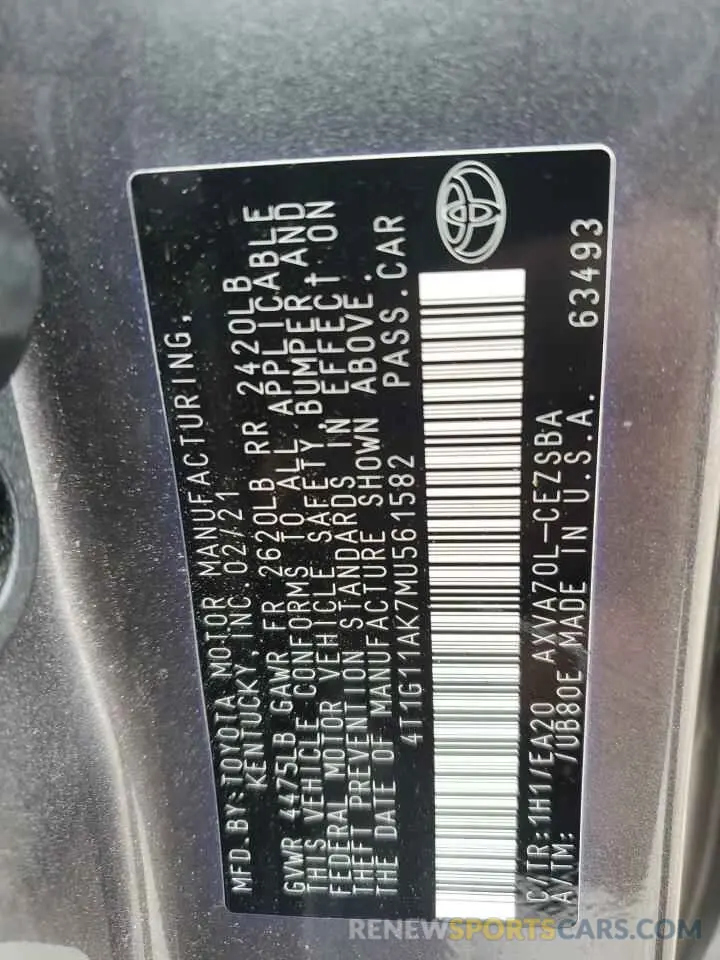 MFD.BY:TOYOTA MOTOR MANUFACTURING,
KENTUCKY, INC.02/21
GVWR 4475LB GAWR FR 2620LB RR 2420LB
THIS VEHICLE CONFORMS TO ALL APPLICABLE
FEDERAL MOTOR VEHICLE SAFETY, BUMPER AND
THEFT PREVENTION STANDARDS IN EFFECT ON
THE DATE OF MANUFACTURE SHOWN ABOVE.
4T1G11AK7MU561582 PASS.CAR
C/TR:1H1/EA20 AXVA70L-CEZSBA
A/TM: /UB80E MADE IN U.S.A. 63493
RENEWSPORTSCARS.COM